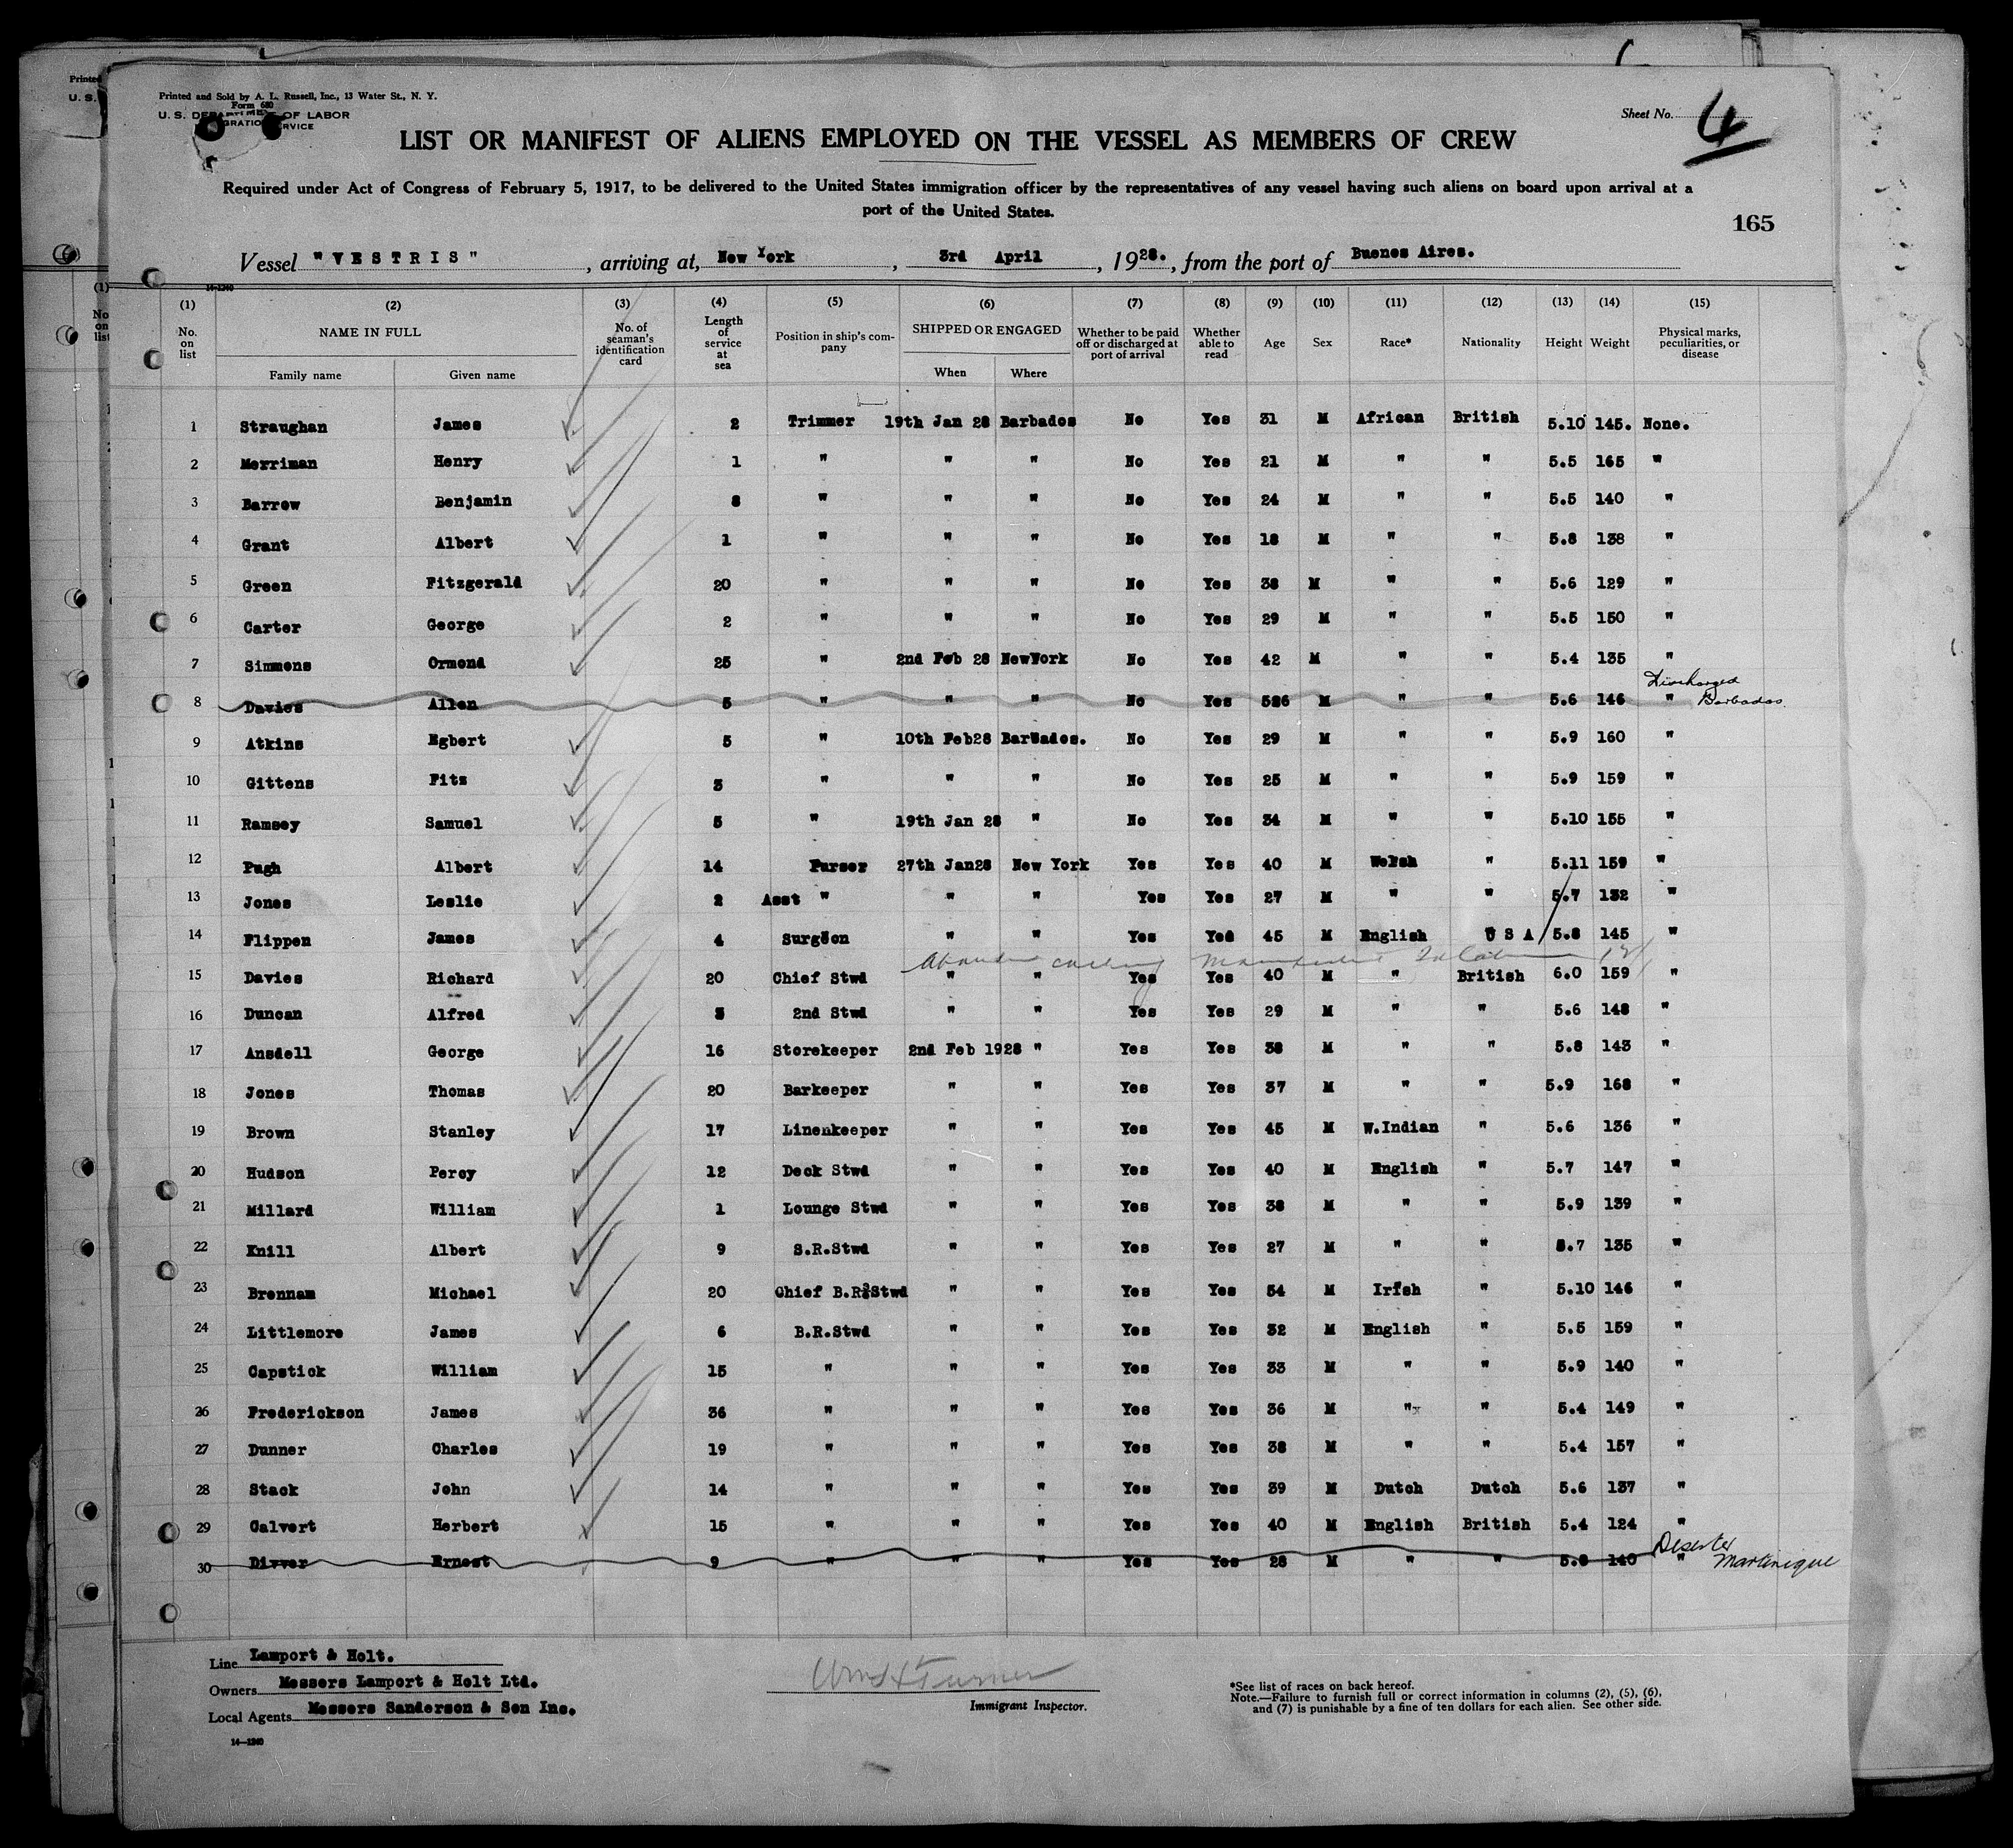 Printed and Sold by A. L. Russell, Inc., 13 Water St., N. Y.
Form 680
U. S. DEPARTMENT OF LABOR
IMMIGRATION SERVICE
Sheet No. 4
LIST OR MANIFEST OF ALIENS EMPLOYED ON THE VESSEL AS MEMBERS OF CREW
Required under Act of Congress of February 5, 1917, to be delivered to the United States immigration officer by the representatives of any vessel having such aliens on board upon arrival at a
port of the United States.
165
Vessel "VESTRIS", arriving at, New York, 3rd April, 1928., from the port of Buenos Aires.
14-1240
(1) (2) (3) (4) (5) (6) (7) (8) (9) (10) (11) (12) (13) (14) (15)
No. on list NAME IN FULL Family name Given name No. of seaman's identification card Length of service at sea Position in ship's company SHIPPED OR ENGAGED When Where Whether to be paid off or discharged at port of arrival Whether able to read Age Sex Race* Nationality Height Weight Physical marks, peculiarities, or disease
1 Straughan James 2 Trimmer 19th Jan 28 Barbados No Yes 31 M African British 5.10 145. None.
2 Merriman Henry 1 " " " No Yes 21 M " " 5.5 165 "
3 Barrow Benjamin 8 " " " No Yes 24 M " " 5.5 140 "
4 Grant Albert 1 " " " No Yes 18 M " " 5.8 138 "
5 Green Fitzgerald 20 " " " No Yes 38 M " " 5.6 129 "
6 Carter George 2 " " " No Yes 29 M " " 5.5 150 "
7 Simmons Ormond 25 " 2nd Feb 28 NewYork No Yes 42 M " " 5.4 135 "
8 Davies Allen 5 " " " No Yes M " " 5.6 146 " Discharged Barbados
9 Atkins Egbert 5 " 10th Feb28 Barbados. No Yes 29 M " " 5.9 160 "
10 Gittens Fitz 3 " " " No Yes 25 M " " 5.9 159 "
11 Ramsey Samuel 5 " 19th Jan 28 " No Yes 34 M " " 5.10 155 "
12 Pugh Albert 14 Purser 27th Jan28 New York Yes Yes 40 M Welsh " 5.11 159 "
13 Jones Leslie 2 Asst " " " Yes Yes 27 M " " 5.7 132 "
14 Flippen James 4 Surgeon " " Yes Yes 45 M English U S A 5.8 145 "
15 Davies Richard 20 Chief Stwd " " Yes Yes 40 M " British 6.0 159 "
16 Duncan Alfred " " 2nd Stwd Yes Yes 29 M " " 5.6 148 "
17 Ansdell George 16 Storekeeper 2nd Feb 1928 " Yes Yes 38 M " " 5.8 143 "
18 Jones Thomas 20 Barkeeper " " Yes Yes 37 M " " 5.9 168 "
19 Brown Stanley 17 Linenkeeper " " Yes Yes 45 M W.Indian " 5.6 136 "
20 Hudson Percy 12 Deck Stwd " " Yes Yes 40 M English " 5.7 147 "
21 Millard William 1 Lounge Stwd " " Yes Yes 38 M " " 5.9 139 "
22 Knill Albert 9 S.R.Stwd " " Yes Yes 27 M " " 5.7 135 "
23 Brennam Michael 20 Chief B.R.Stwd " " Yes Yes 54 M Irish " 5.10 146 "
24 Littlemore James 6 B.R.Stwd " " Yes Yes 32 M English " 5.5 159 "
25 Capstick William 15 " " " Yes Yes 33 M " " 5.9 140 "
26 Frederickson James 36 " " " Yes Yes 36 M " " 5.4 149 "
27 Dunner Charles 19 " " " Yes Yes 38 M " " 5.4 157 "
28 Stack John 14 " " " Yes Yes 39 M Dutch Dutch 5.6 137 "
29 Calvert Herbert 15 " " " Yes Yes 40 M English British 5.4 124 "
30 Divver Ernest 9 " " " Yes Yes 28 M " " 5.8 140 " Deserter Martinique
Line Lamport & Holt.
Owners Messers Lamport & Holt Ltd.
Local Agents Messers Sanderson & Son Inc.
14—1240
Wm H Turner
Immigrant Inspector.
*See list of races on back hereof.
Note.—Failure to furnish full or correct information in columns (2), (5), (6),
and (7) is punishable by a fine of ten dollars for each alien. See other side.